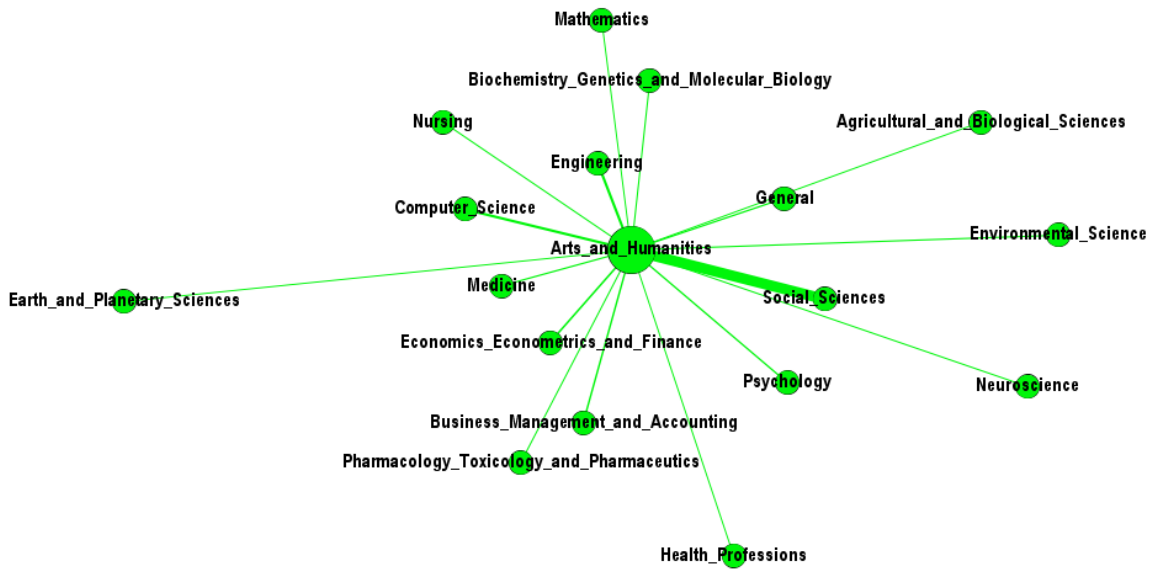 Mathematics
Biochemistry_Genetics_and_Molecular_Biology
Nursing
Agricultural_and_Biological_Sciences
Engineering
General
Computer_Science
Environmental_Science
Arts_and_Humanities
Medicine
Social_Sciences
Earth_and_Planetary_Sciences
Economics_Econometrics_and_Finance
Psychology
Neuroscience
Business_Management_and_Accounting
Pharmacology_Toxicology_and_Pharmaceutics
Health_Professions